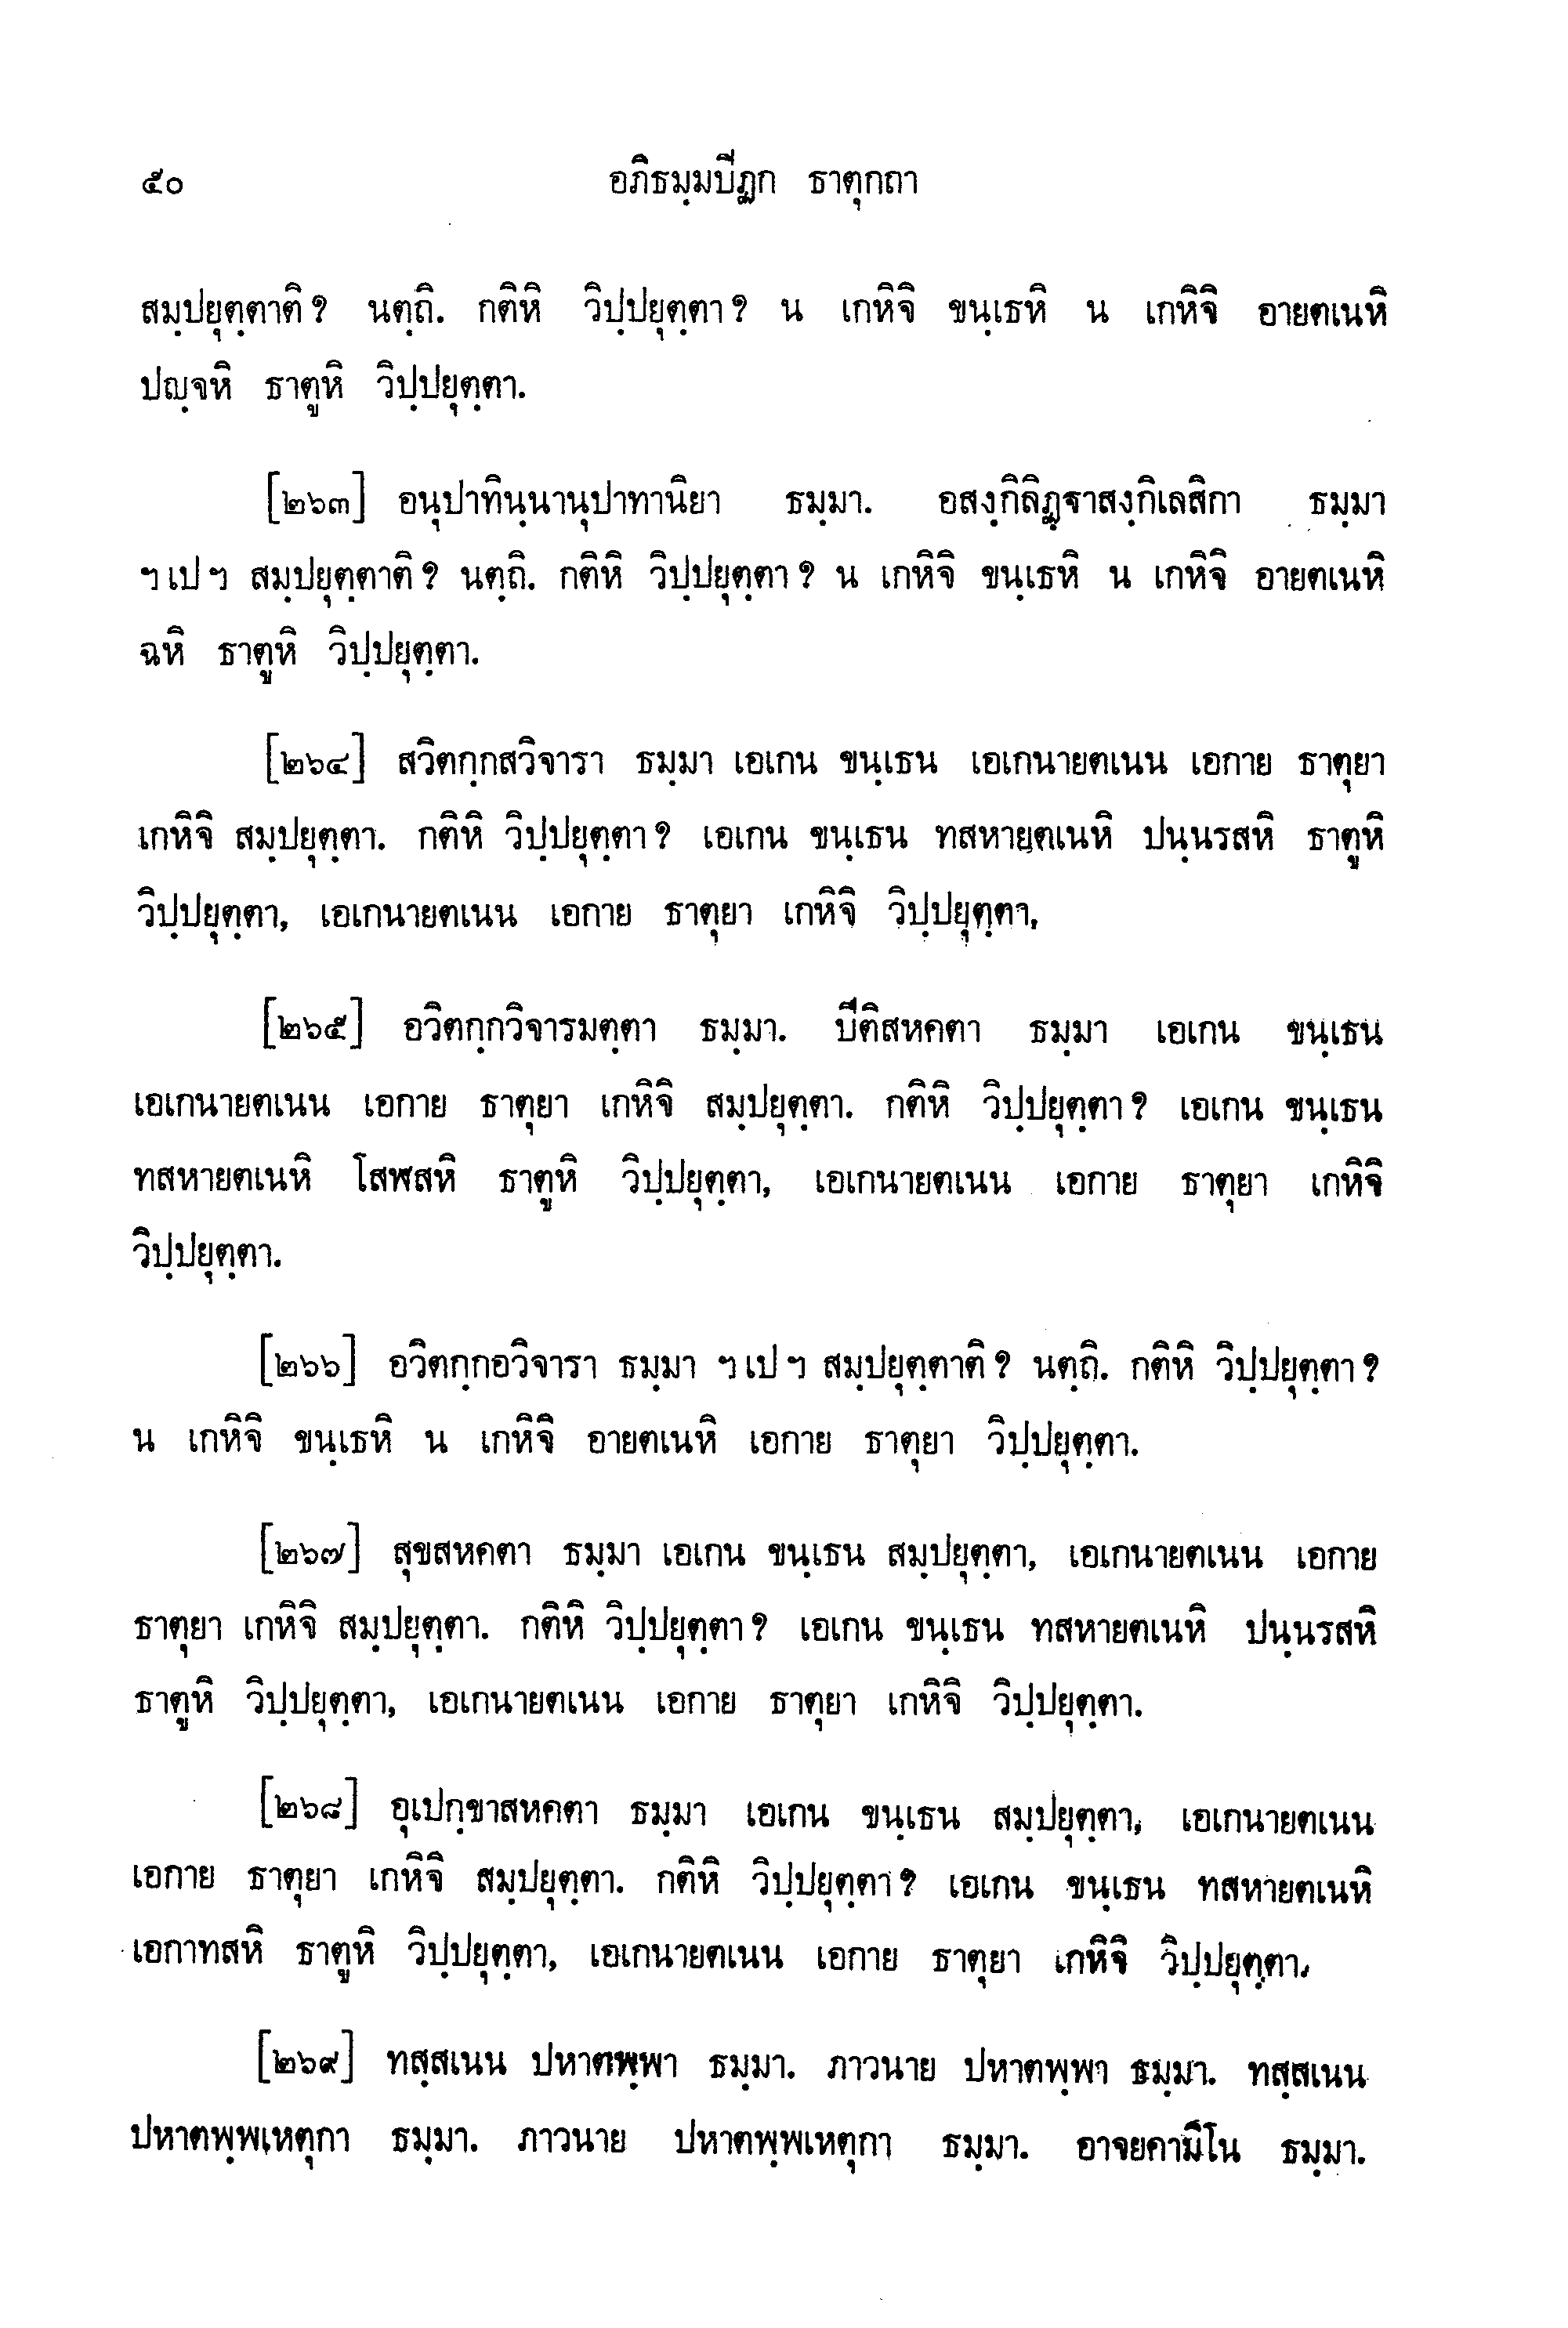 ๕๐ อภิธมฺมปีฏก ธาตุกถา
สมฺปยุตฺตาติ? นตฺถิ. กติหิ วิปฺปยุตฺตา? น เกหิจิ ขนฺเธหิ น เกหิจิ อายตเนหิ
ปญฺจหิ ธาตูหิ วิปฺปยุตฺตา.
[๒๖๓] อนุปาทินฺนานุปาทานิยา ธมฺมา. อสงฺกิลิฏฺฐาสงฺกิเลสิกา ธมฺมา
ฯเปฯ สมฺปยุตฺตาติ? นตฺถิ. กติหิ วิปฺปยุตฺตา? น เกหิจิ ขนฺเธหิ น เกหิจิ อายตเนหิ
ฉหิ ธาตูหิ วิปฺปยุตฺตา.
[๒๖๔] สวิตกฺกสวิจารา ธมฺมา เอเกน ขนฺเธน เอเกนายตเนน เอกาย ธาตุยา
เกหิจิ สมฺปยุตฺตา. กติหิ วิปฺปยุตฺตา? เอเกน ขนฺเธน ทสหายตเนหิ ปนฺนรสหิ ธาตูหิ
วิปฺปยุตฺตา, เอเกนายตเนน เอกาย ธาตุยา เกหิจิ วิปฺปยุตฺตา.
[๒๖๕] อวิตกฺกวิจารมตฺตา ธมฺมา. ปีติสหคตา ธมฺมา เอเกน ขนฺเธน
เอเกนายตเนน เอกาย ธาตุยา เกหิจิ สมฺปยุตฺตา. กติหิ วิปฺปยุตฺตา? เอเกน ขนฺเธน
ทสหายตเนหิ โสฬสหิ ธาตูหิ วิปฺปยุตฺตา, เอเกนายตเนน เอกาย ธาตุยา เกหิจิ
วิปฺปยุตฺตา.
[๒๖๖] อวิตกฺกอวิจารา ธมฺมา ฯเปฯ สมฺปยุตฺตาติ? นตฺถิ. กติหิ วิปฺปยุตฺตา?
น เกหิจิ ขนฺเธหิ น เกหิจิ อายตเนหิ เอกาย ธาตุยา วิปฺปยุตฺตา.
[๒๖๗] สุขสหคตา ธมฺมา เอเกน ขนฺเธน สมฺปยุตฺตา, เอเกนายตเนน เอกาย
ธาตุยา เกหิจิ สมฺปยุตฺตา. กติหิ วิปฺปยุตฺตา? เอเกน ขนฺเธน ทสหายตเนหิ ปนฺนรสหิ
ธาตูหิ วิปฺปยุตฺตา, เอเกนายตเนน เอกาย ธาตุยา เกหิจิ วิปฺปยุตฺตา.
[๒๖๘] อุเปกฺขาสหคตา ธมฺมา เอเกน ขนฺเธน สมฺปยุตฺตา, เอเกนายตเนน
เอกาย ธาตุยา เกหิจิ สมฺปยุตฺตา. กติหิ วิปฺปยุตฺตา? เอเกน ขนฺเธน ทสหายตเนหิ
เอกาทสหิ ธาตูหิ วิปฺปยุตฺตา, เอเกนายตเนน เอกาย ธาตุยา เกหิจิ วิปฺปยุตฺตา.
[๒๖๙] ทสฺสเนน ปหาตพฺพา ธมฺมา. ภาวนาย ปหาตพฺพา ธมฺมา. ทสฺสเนน
ปหาตพฺพเหตุกา ธมฺมา. ภาวนาย ปหาตพฺพเหตุกา ธมฺมา. อาจยคามิโน ธมฺมา.